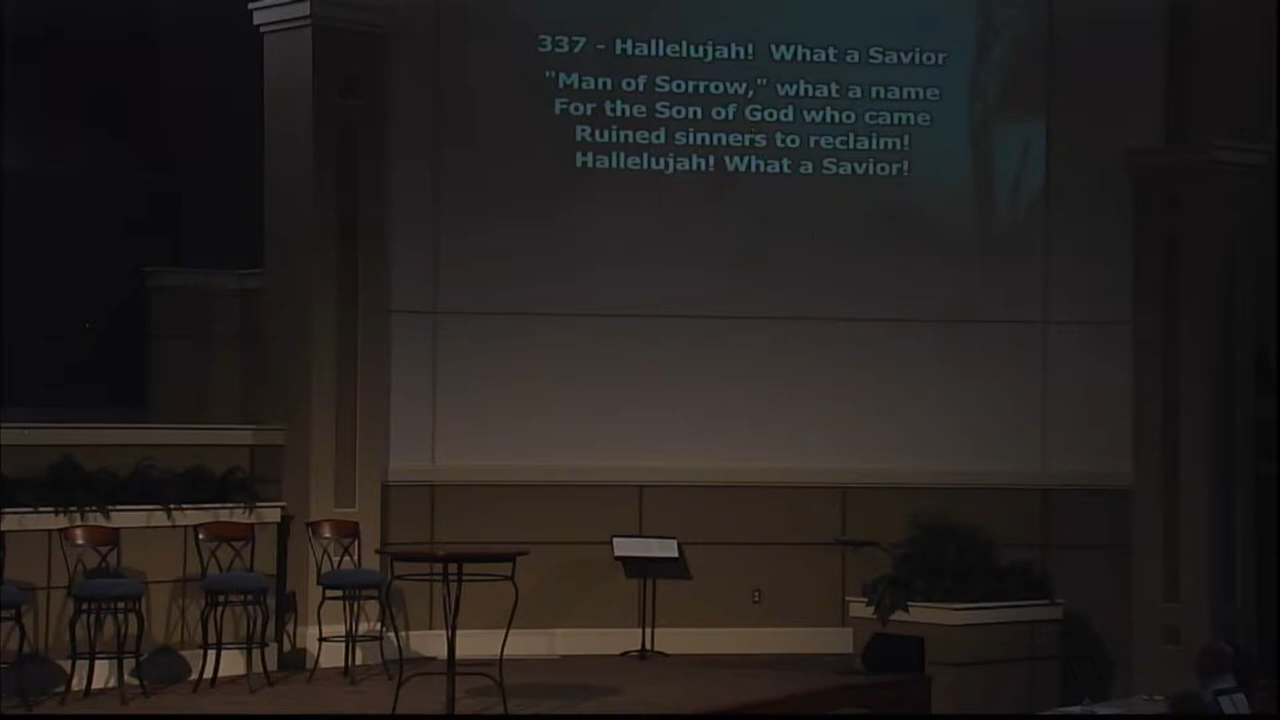 337 - Hallelujah!  What a Savior
"Man of Sorrow," what a name
For the Son of God who came
Ruined sinners to reclaim!
Hallelujah! What a Savior!